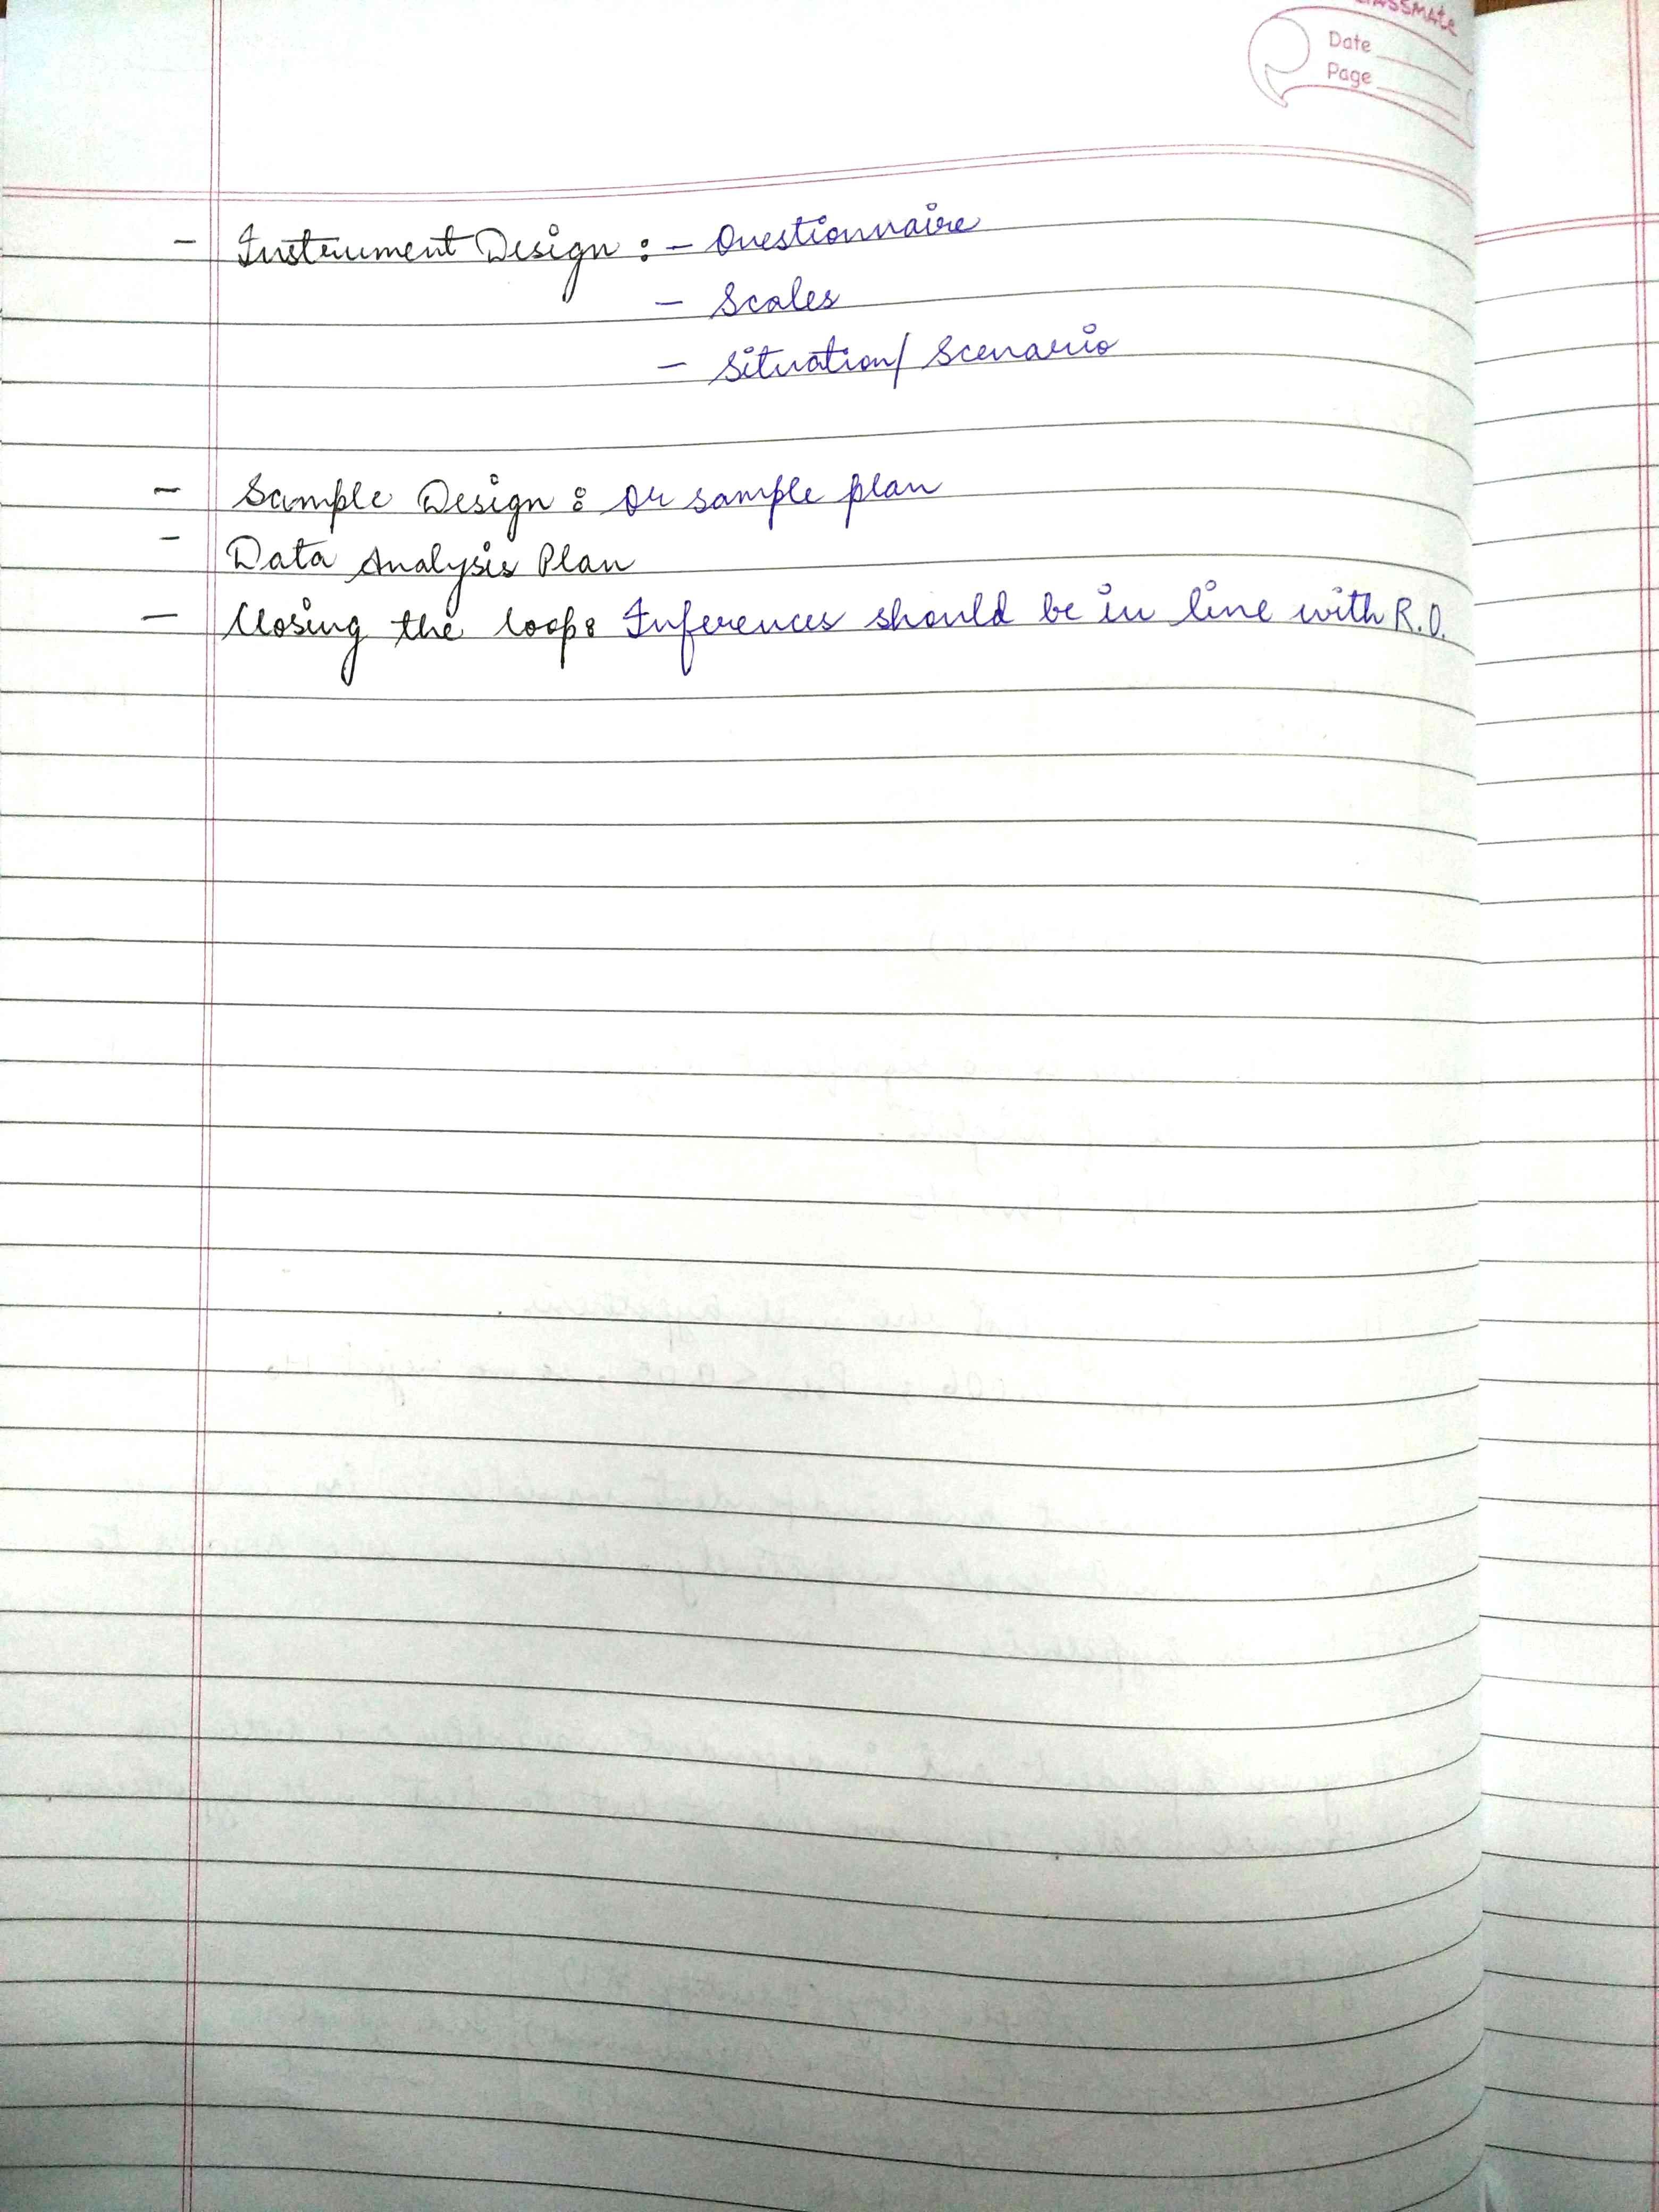 classmate
Date
Page
- Instrument Design : - Questionnaire
- Scales
- Situation/ Scenario
- Sample Design : or sample plan
- Data Analysis Plan
- Closing the loop: Inferences should be in line with R.O.